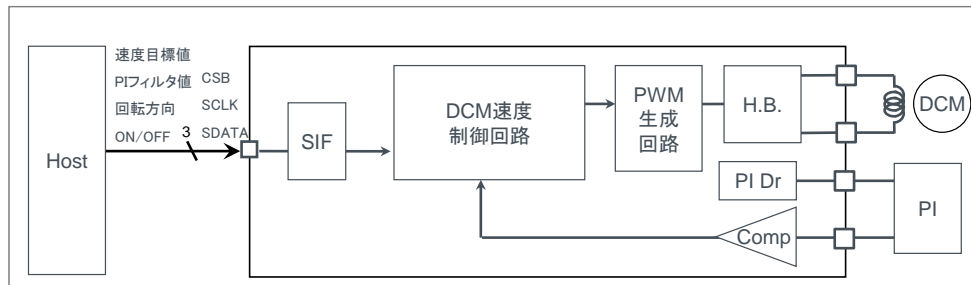 Host
速度目標値
PIフィルタ値 CSB
回転方向 SCLK
ON/OFF 3 SDATA
SIF
DCM速度
制御回路
PWM
生成
回路
H.B.
DCM
PI Dr
PI
Comp